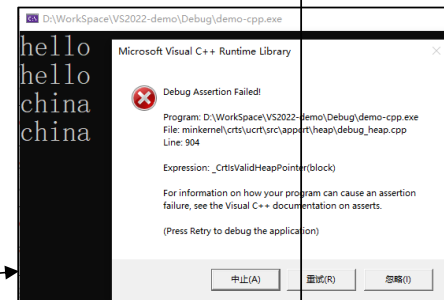 D:\WorkSpace\VS2022-demo\Debug\demo-cpp.exe
hello
hello
china
china
Microsoft Visual C++ Runtime Library
Debug Assertion Failed!
Program: D:\WorkSpace\VS2022-demo\Debug\demo-cpp.exe
File: minkernel\crts\ucrt\src\appcrt\heap\debug_heap.cpp
Line: 904
Expression: _CrtIsValidHeapPointer(block)
For information on how your program can cause an assertion
failure, see the Visual C++ documentation on asserts.
(Press Retry to debug the application)
中止(A) 重试(R) 忽略(I)